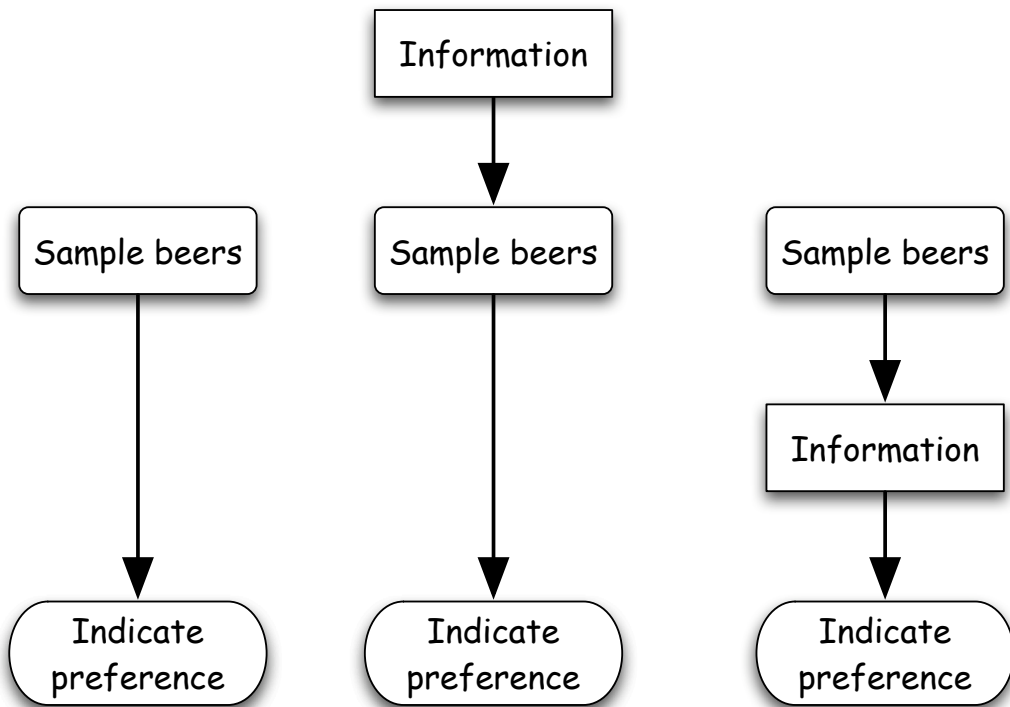 Information
Sample beers
Sample beers
Sample beers
Information
Indicate
preference
Indicate
preference
Indicate
preference